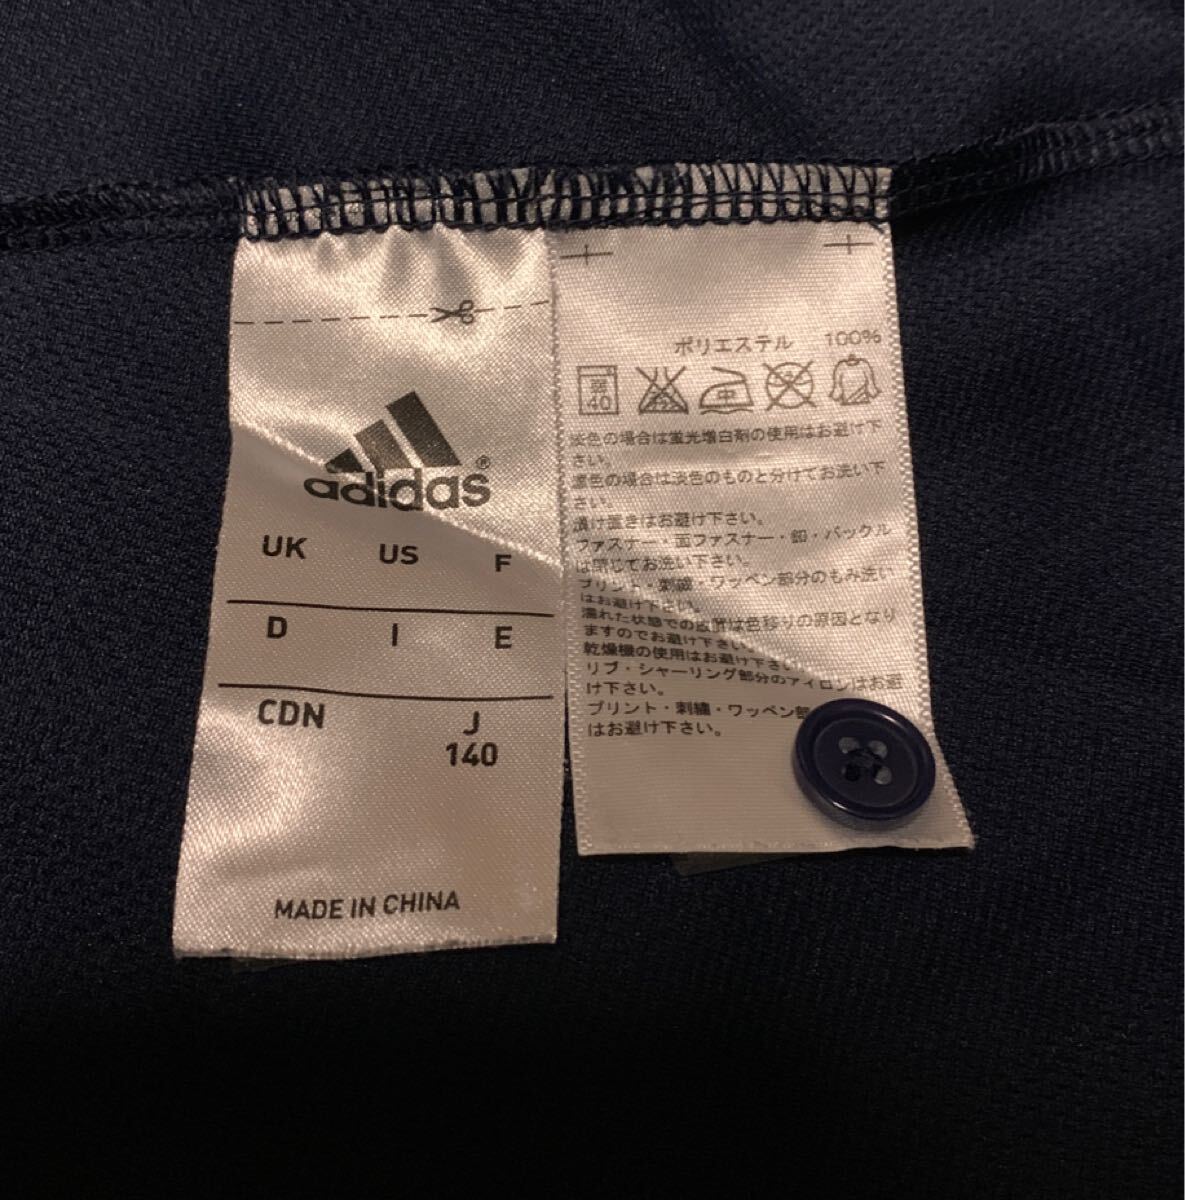 adidas®
UK US F
D I E
CDN J
140
MADE IN CHINA
ポリエステル 100%
弱
40
淡色の場合は蛍光増白剤の使用はお避け下
さい。
濃色の場合は淡色のものと分けてお洗い下
さい。
漬け置きはお避け下さい。
ファスナー・面ファスナー・釦・バックル
は閉じてお洗い下さい。
プリント・刺繍・ワッペン部分のもみ洗い
はお避け下さい。
濡れた状態での放置は色移りの原因となり
ますのでお避け下さい。
乾燥機の使用はお避け下さい。
リブ・シャーリング部分のアイロンはお避
け下さい。
プリント・刺繍・ワッペン部
はお避け下さい。